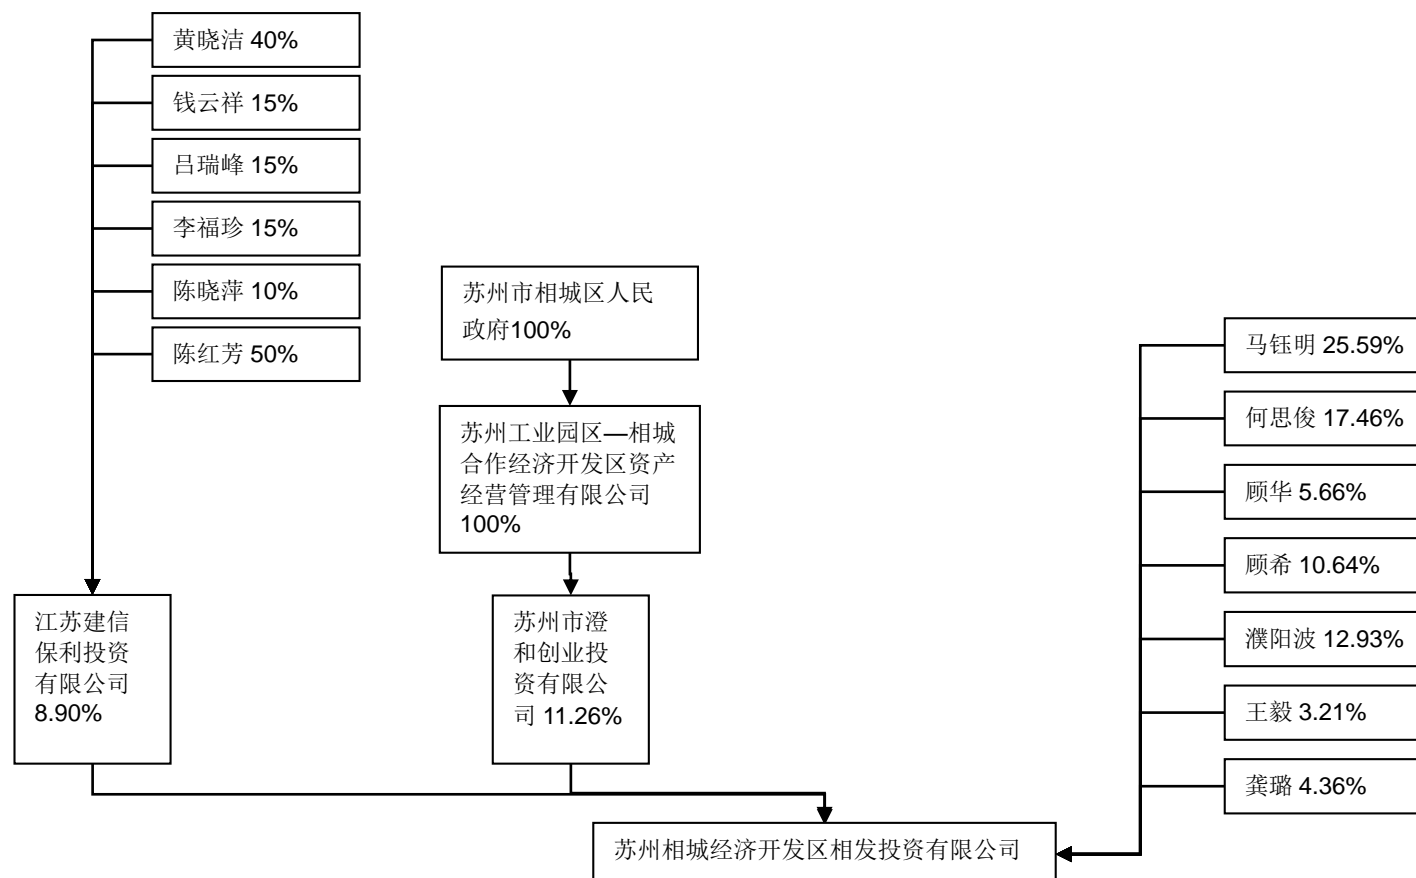 黄晓洁 40%
钱云祥 15%
吕瑞峰 15%
李福珍 15%
陈晓萍 10%
陈红芳 50%
苏州市相城区人民
政府100%
苏州工业园区—相城
合作经济开发区资产
经营管理有限公司
100%
江苏建信
保利投资
有限公司
8.90%
苏州市澄
和创业投
资有限公
司 11.26%
马钰明 25.59%
何思俊 17.46%
顾华 5.66%
顾希 10.64%
濮阳波 12.93%
王毅 3.21%
龚璐 4.36%
苏州相城经济开发区相发投资有限公司